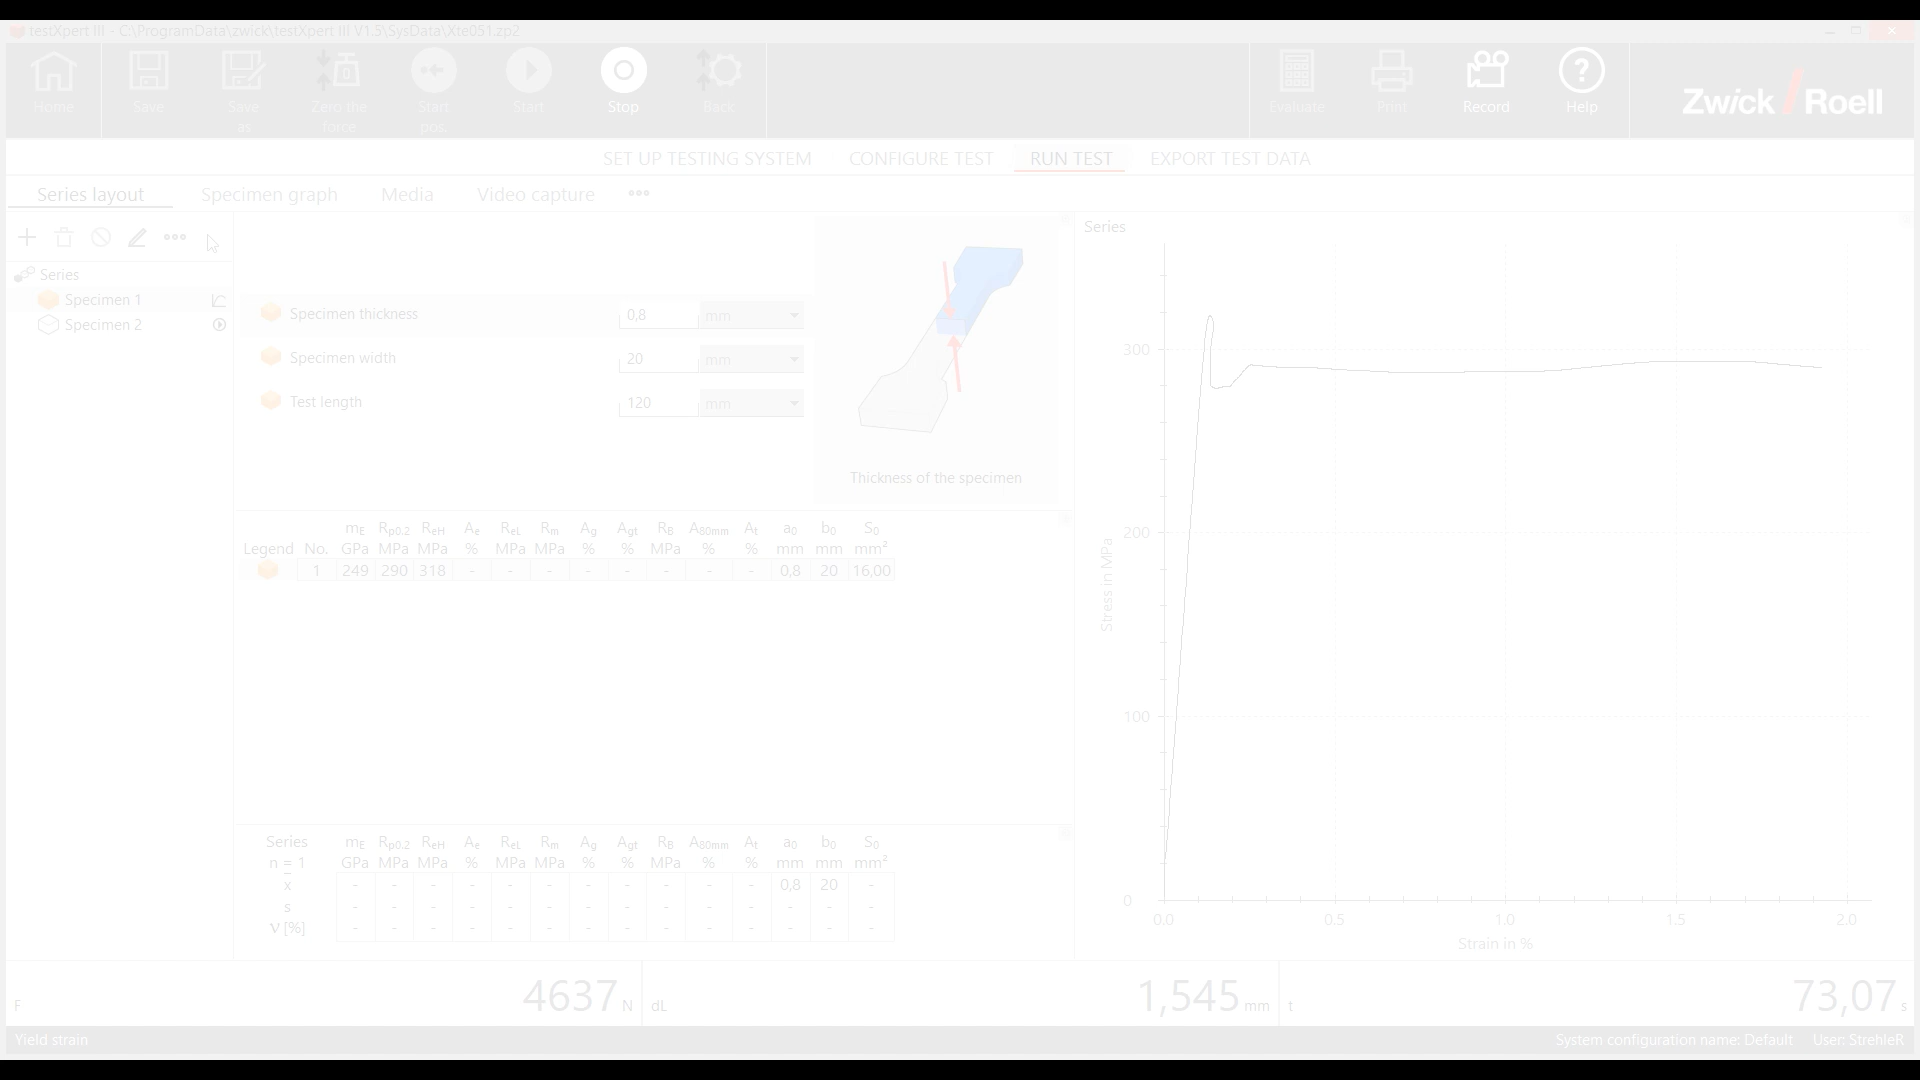 testXpert III - C:\ProgramData\zwick\testXpert III V1.5\SysData\Xte051.zp2
Home
Save
Save as
Zero the force
Start pos.
Start
Stop
Back
Evaluate
Print
Record
Help
Zwick / Roell
SET UP TESTING SYSTEM CONFIGURE TEST RUN TEST EXPORT TEST DATA
Series layout Specimen graph Media Video capture
Series
Specimen 1
Specimen 2
Specimen thickness 0,8 mm
Specimen width 20 mm
Test length 120 mm
Thickness of the specimen
mE Rp0.2 ReH Ae ReL Rm Ag Agt RB A80mm At a0 b0 S0
Legend No. GPa MPa MPa % MPa MPa % % MPa % % mm mm mm²
1 249 290 318 - - - - - - - - 0,8 20 16,00
Series mE Rp0.2 ReH Ae ReL Rm Ag Agt RB A80mm At a0 b0 S0
n = 1 GPa MPa MPa % MPa MPa % % MPa % % mm mm mm²
x̅ - - - - - - - - - - - 0,8 20 -
s - - - - - - - - - - - - - -
ν [%] - - - - - - - - - - - - - -
Series
300
200
100
0
Stress in MPa
0.0 0.5 1.0 1.5 2.0
Strain in %
F 4637 N dL 1,545 mm t 73,07 s
Yield strain System configuration name: Default User: StrehleR